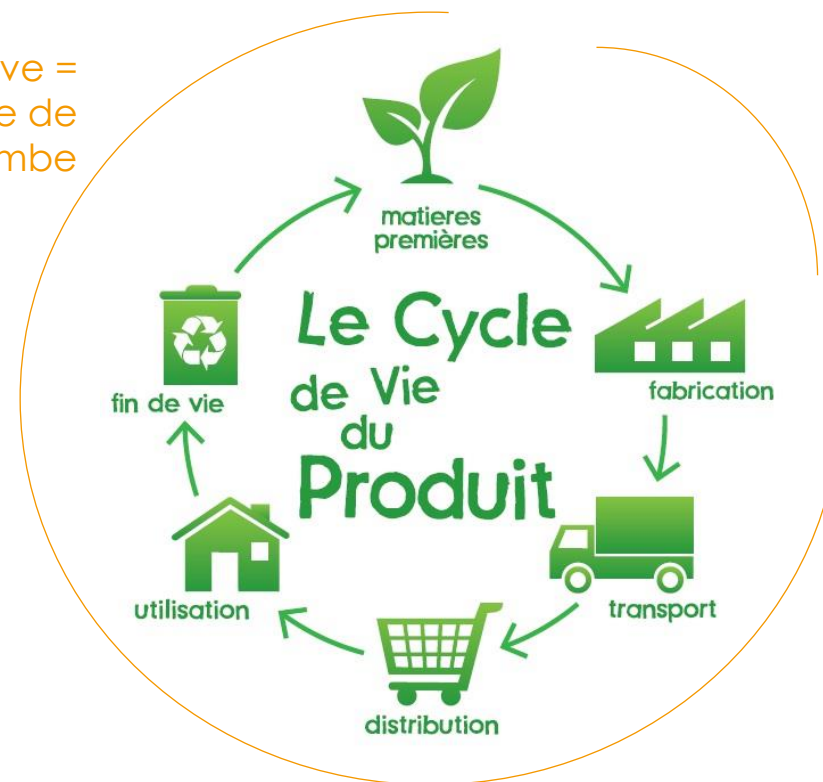 ve =
e de
mbe
matieres
premières
Le Cycle
de Vie
du
Produit
fabrication
transport
distribution
utilisation
fin de vie